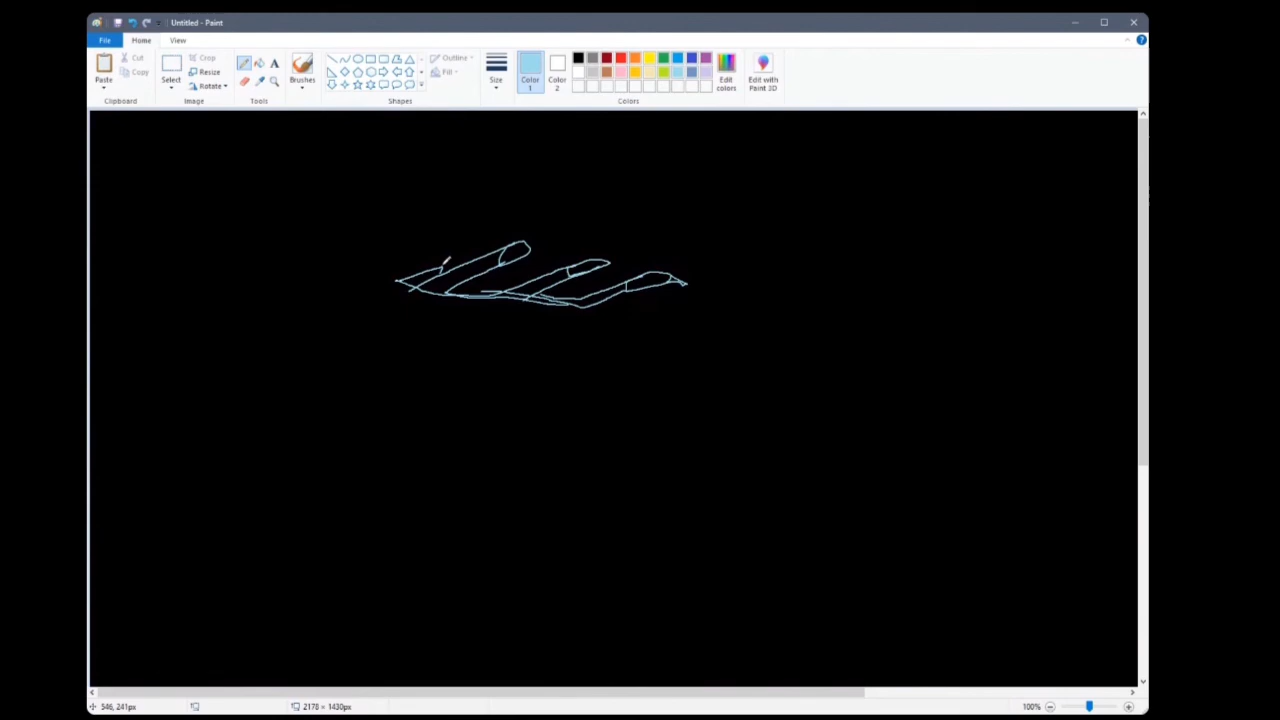 Untitled - Paint
File Home View
Paste Cut Copy Clipboard
Select Crop Resize Rotate Image
Tools
Brushes
Outline Fill Shapes
Size
Color 1
Color 2
Edit colors
Colors
Edit with Paint 3D
546, 241px 2178 × 1430px 100%